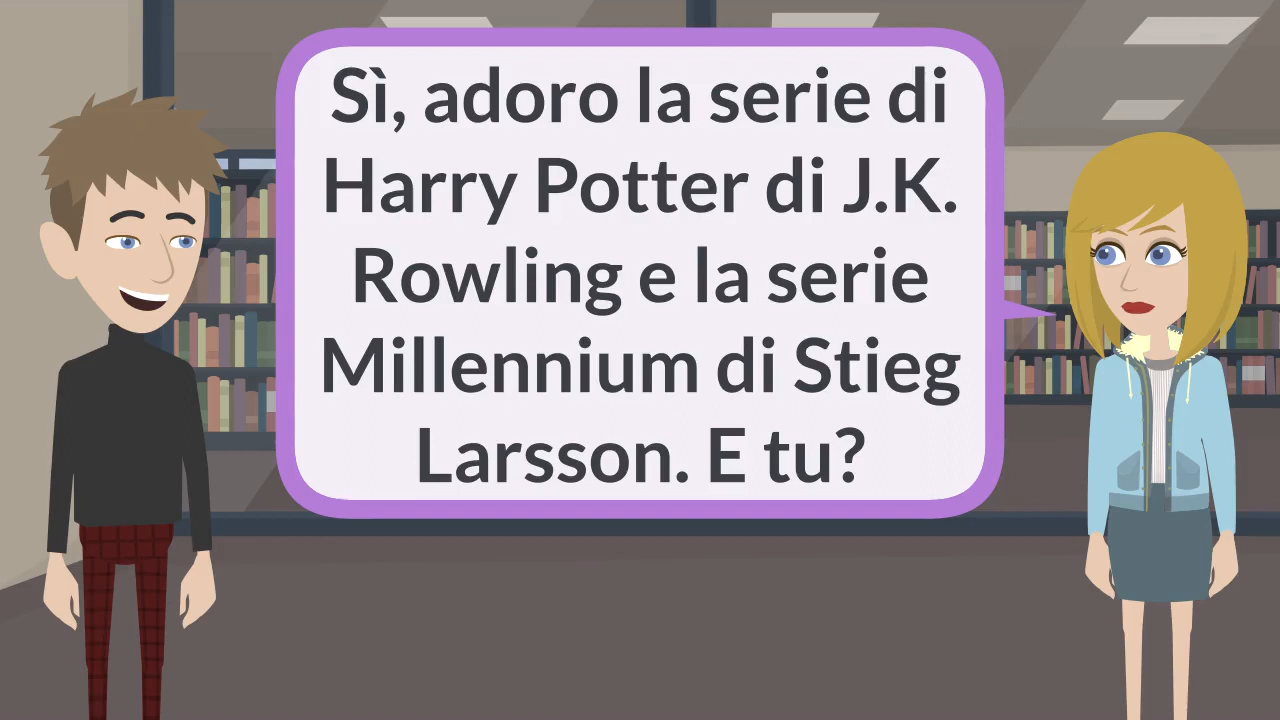 Sì, adoro la serie di
Harry Potter di J.K.
Rowling e la serie
Millennium di Stieg
Larsson. E tu?